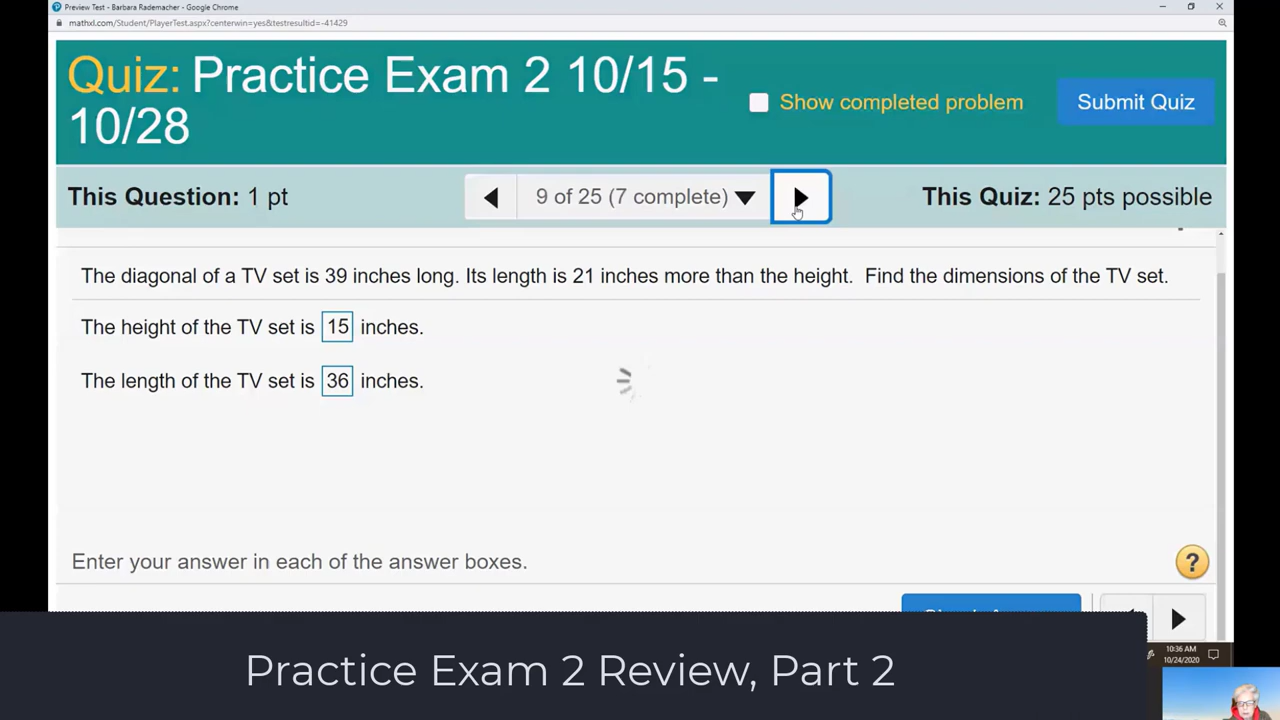 Preview Test - Barbara Rademacher - Google Chrome
mathxl.com/Student/PlayerTest.aspx?centerwin=yes&testresultid=-41429
Quiz: Practice Exam 2 10/15 -
10/28
Show completed problem
Submit Quiz
This Question: 1 pt
9 of 25 (7 complete)
This Quiz: 25 pts possible
The diagonal of a TV set is 39 inches long. Its length is 21 inches more than the height. Find the dimensions of the TV set.
The height of the TV set is 15 inches.
The length of the TV set is 36 inches.
Enter your answer in each of the answer boxes.
?
10:36 AM
10/24/2020
Practice Exam 2 Review, Part 2